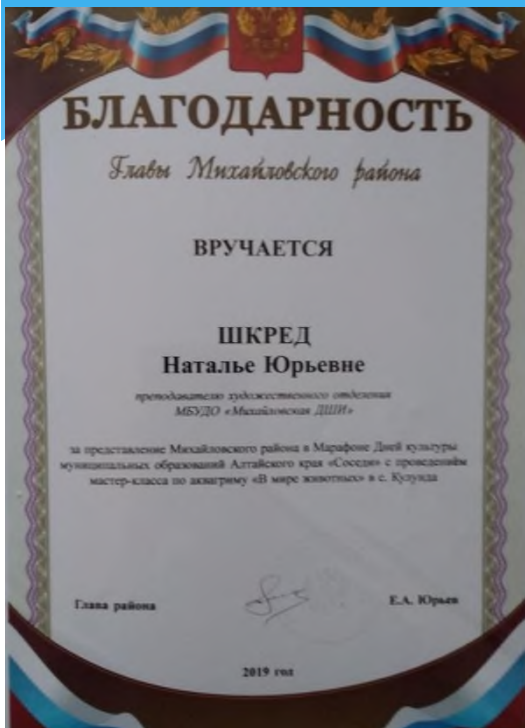 БЛАГОДАРНОСТЬ
Главы Михайловского района
ВРУЧАЕТСЯ
ШКРЕД
Наталье Юрьевне
преподавателю художественного отделения
МБУДО «Михайловская ДШИ»
за представление Михайловского района в Марафоне Дней культуры
муниципальных образований Алтайского края «Соседи» с проведением
мастер-класса по аквагриму «В мире животных» в с. Кулунда
Глава района
Е.А. Юрьев
2019 год